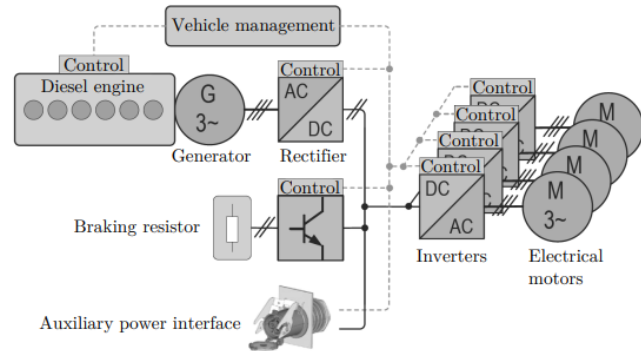 Vehicle management
Control
Diesel engine
G
3~
Generator
Control
AC
DC
Rectifier
Control
Braking resistor
Auxiliary power interface
Control
Control
Control
Control
DC
AC
Inverters
M
M
M
M
3~
Electrical
motors